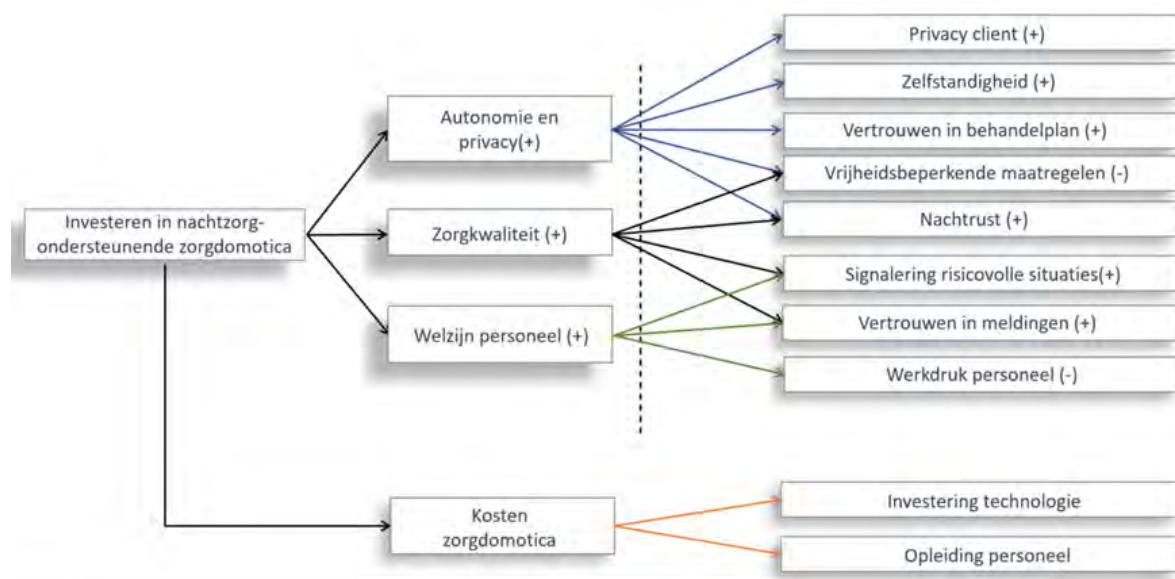 Privacy client (+)
Zelfstandigheid (+)
Autonomie en
privacy(+)
Vertrouwen in behandelplan (+)
Vrijheidsbeperkende maatregelen (-)
Investeren in nachtzorg-
ondersteunende zorgdomotica
Zorgkwaliteit (+)
Nachtrust (+)
Signalering risicovolle situaties(+)
Welzijn personeel (+)
Vertrouwen in meldingen (+)
Werkdruk personeel (-)
Kosten
zorgdomotica
Investering technologie
Opleiding personeel